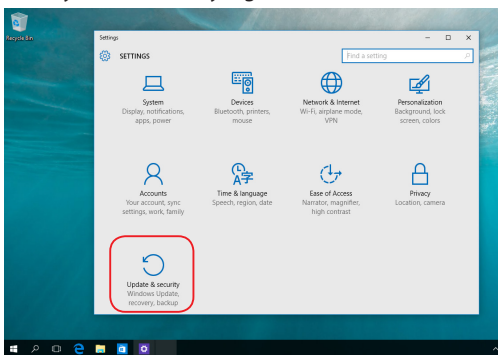 Recycle Bin
Settings
SETTINGS
Find a setting
System
Display, notifications,
apps, power
Devices
Bluetooth, printers,
mouse
Network & Internet
Wi-Fi, airplane mode,
VPN
Personalization
Background, lock
screen, colors
Accounts
Your account, sync
settings, work, family
Time & language
Speech, region, date
Ease of Access
Narrator, magnifier,
high contrast
Privacy
Location, camera
Update & security
Windows Update,
recovery, backup